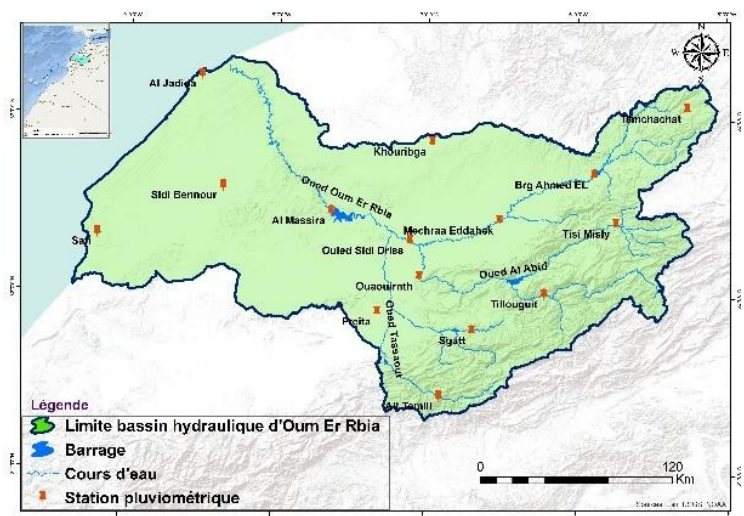 N
W
E
S
Al Jadida
Tamchachat
Khouribga
Sidi Bennour
Brg Ahmed EL
Oued Oum Er Rbia
Al Massira
Mechraa Eddahek
Safi
Tisi Misly
Ouled Sidi Driss
Oued Al Abid
Ouaouirnth
Tillouguit
Freita
Oued Tassaout
Sgatt
Ait Tamlil
Légende
Limite bassin hydraulique d'Oum Er Rbia
Barrage
Cours d'eau
Station pluviométrique
0
120
Km